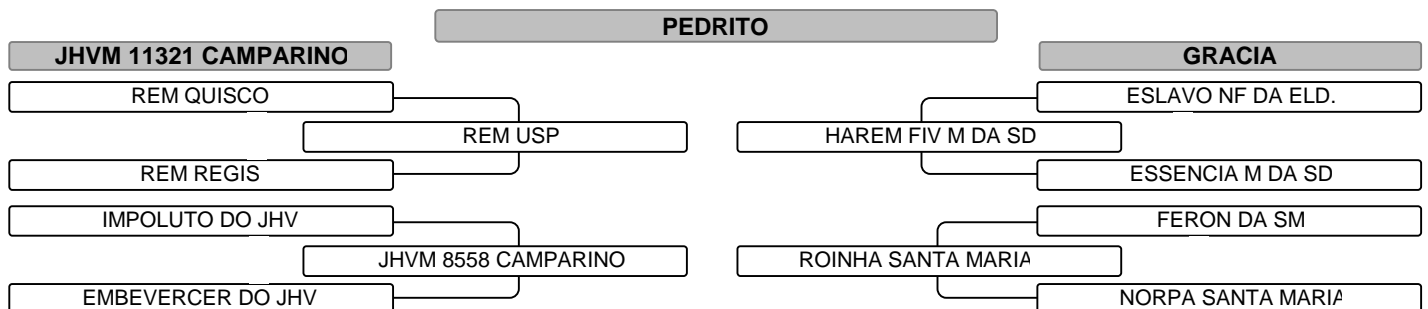 PEDRITO
JHVM 11321 CAMPARINO
GRACIA
REM QUISCO
ESLAVO NF DA ELD.
REM USP
HAREM FIV M DA SD
REM REGIS
ESSENCIA M DA SD
IMPOLUTO DO JHV
FERON DA SM
JHVM 8558 CAMPARINO
ROINHA SANTA MARIA
EMBEVERCER DO JHV
NORPA SANTA MARIA